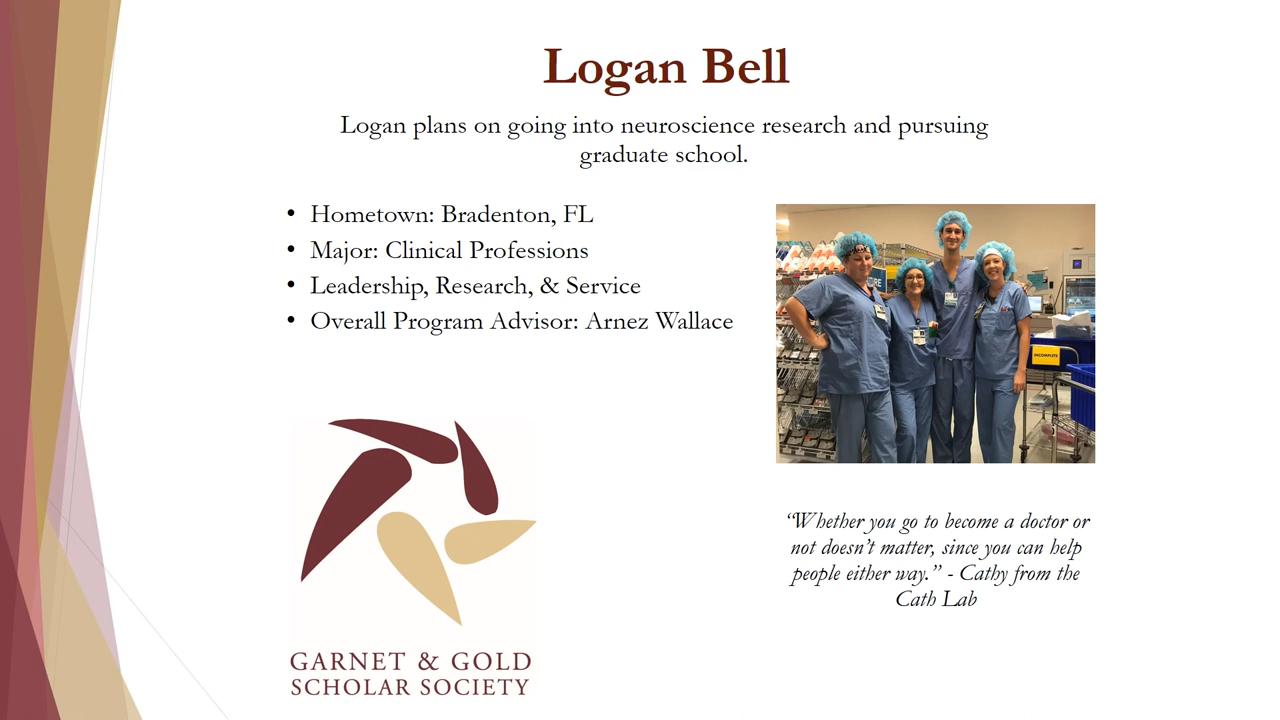 Logan Bell
Logan plans on going into neuroscience research and pursuing
graduate school.
• Hometown: Bradenton, FL
• Major: Clinical Professions
• Leadership, Research, & Service
• Overall Program Advisor: Arnez Wallace
INCOMPLETE
“Whether you go to become a doctor or
not doesn’t matter, since you can help
people either way.” - Cathy from the
Cath Lab
GARNET & GOLD
SCHOLAR SOCIETY